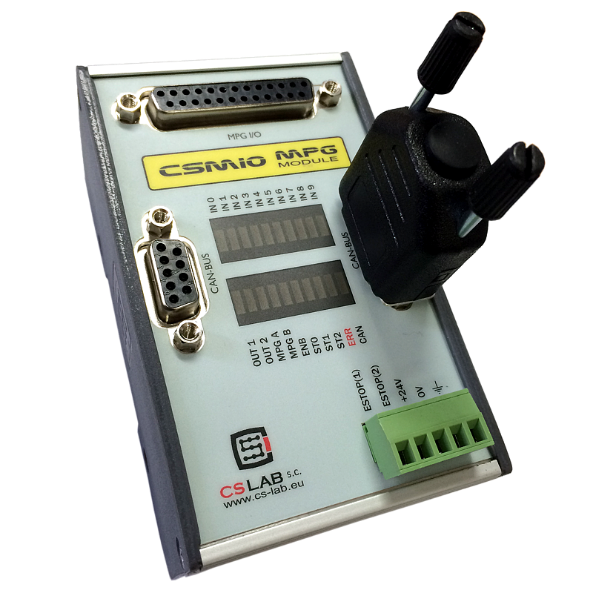 MPG I/O
CSMIO MPG
MODULE
IN 0
IN 1
IN 2
IN 3
IN 4
IN 5
IN 6
IN 7
IN 8
IN 9
CAN-BUS
CAN-BUS
OUT 1
OUT 2
MPG A
MPG B
ENB
ST0
ST1
ST2
ERR
CAN
ESTOP(1)
ESTOP(2)
+24V
0V
CS LAB s.c.
www.cs-lab.eu